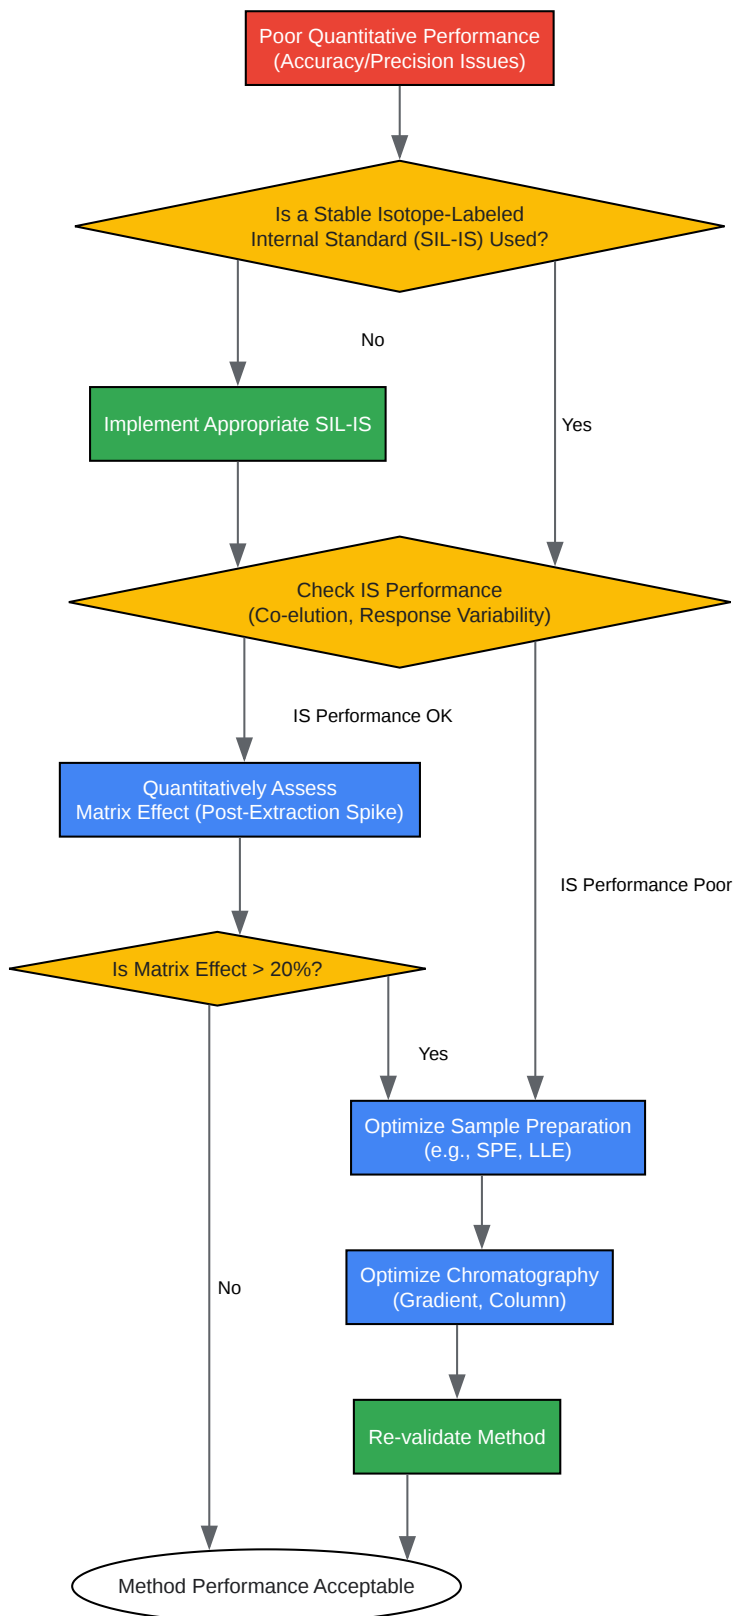 Poor Quantitative Performance
(Accuracy/Precision Issues)
Is a Stable Isotope-Labeled
Internal Standard (SIL-IS) Used?
No
Implement Appropriate SIL-IS
Yes
Check IS Performance
(Co-elution, Response Variability)
IS Performance OK
Quantitatively Assess
Matrix Effect (Post-Extraction Spike)
IS Performance Poor
Is Matrix Effect > 20%?
Yes
Optimize Sample Preparation
(e.g., SPE, LLE)
Optimize Chromatography
(Gradient, Column)
No
Re-validate Method
Method Performance Acceptable